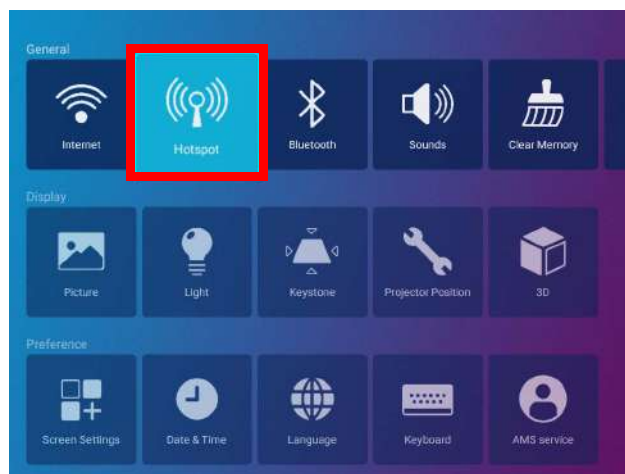 General
Internet
Hotspot
Bluetooth
Sounds
Clear Memory
Display
Picture
Light
Keystone
Projector Position
3D
Preference
Screen Settings
Date & Time
Language
Keyboard
AMS service